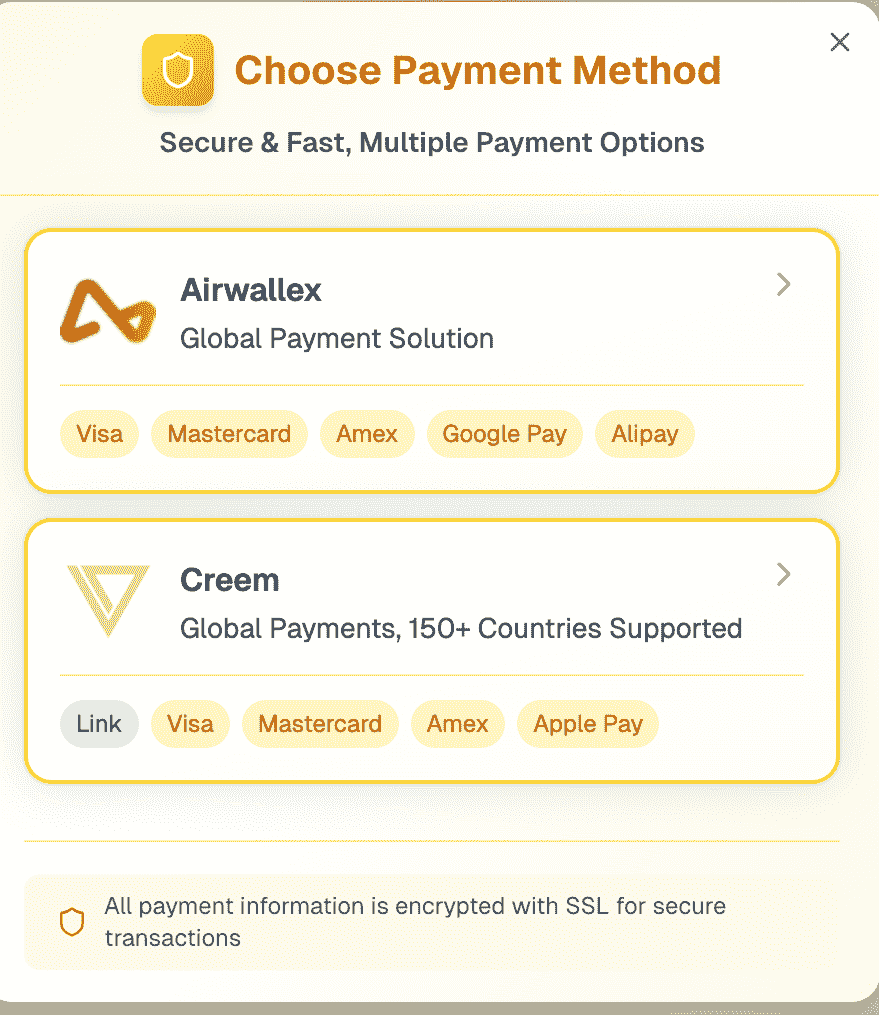 Choose Payment Method
Secure & Fast, Multiple Payment Options
Airwallex
Global Payment Solution
Visa Mastercard Amex Google Pay Alipay
Creem
Global Payments, 150+ Countries Supported
Link Visa Mastercard Amex Apple Pay
All payment information is encrypted with SSL for secure
transactions